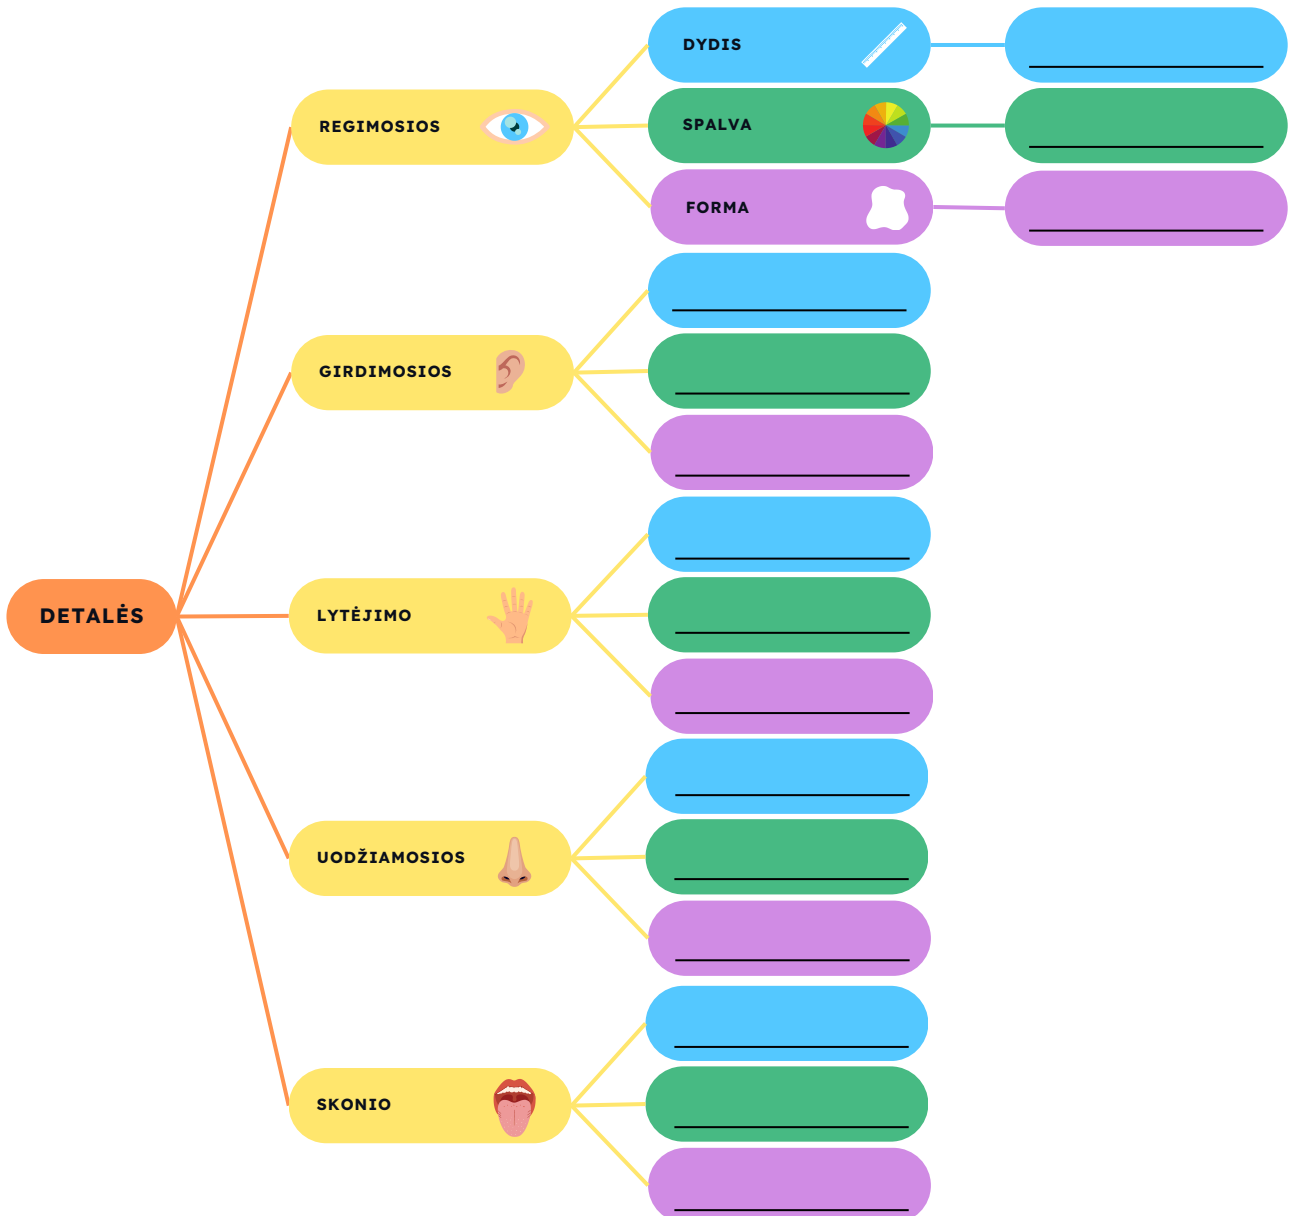 DYDIS
SPALVA
FORMA
REGIMOSIOS
GIRDIMOSIOS
DETALĖS
LYTĖJIMO
UODŽIAMOSIOS
SKONIO